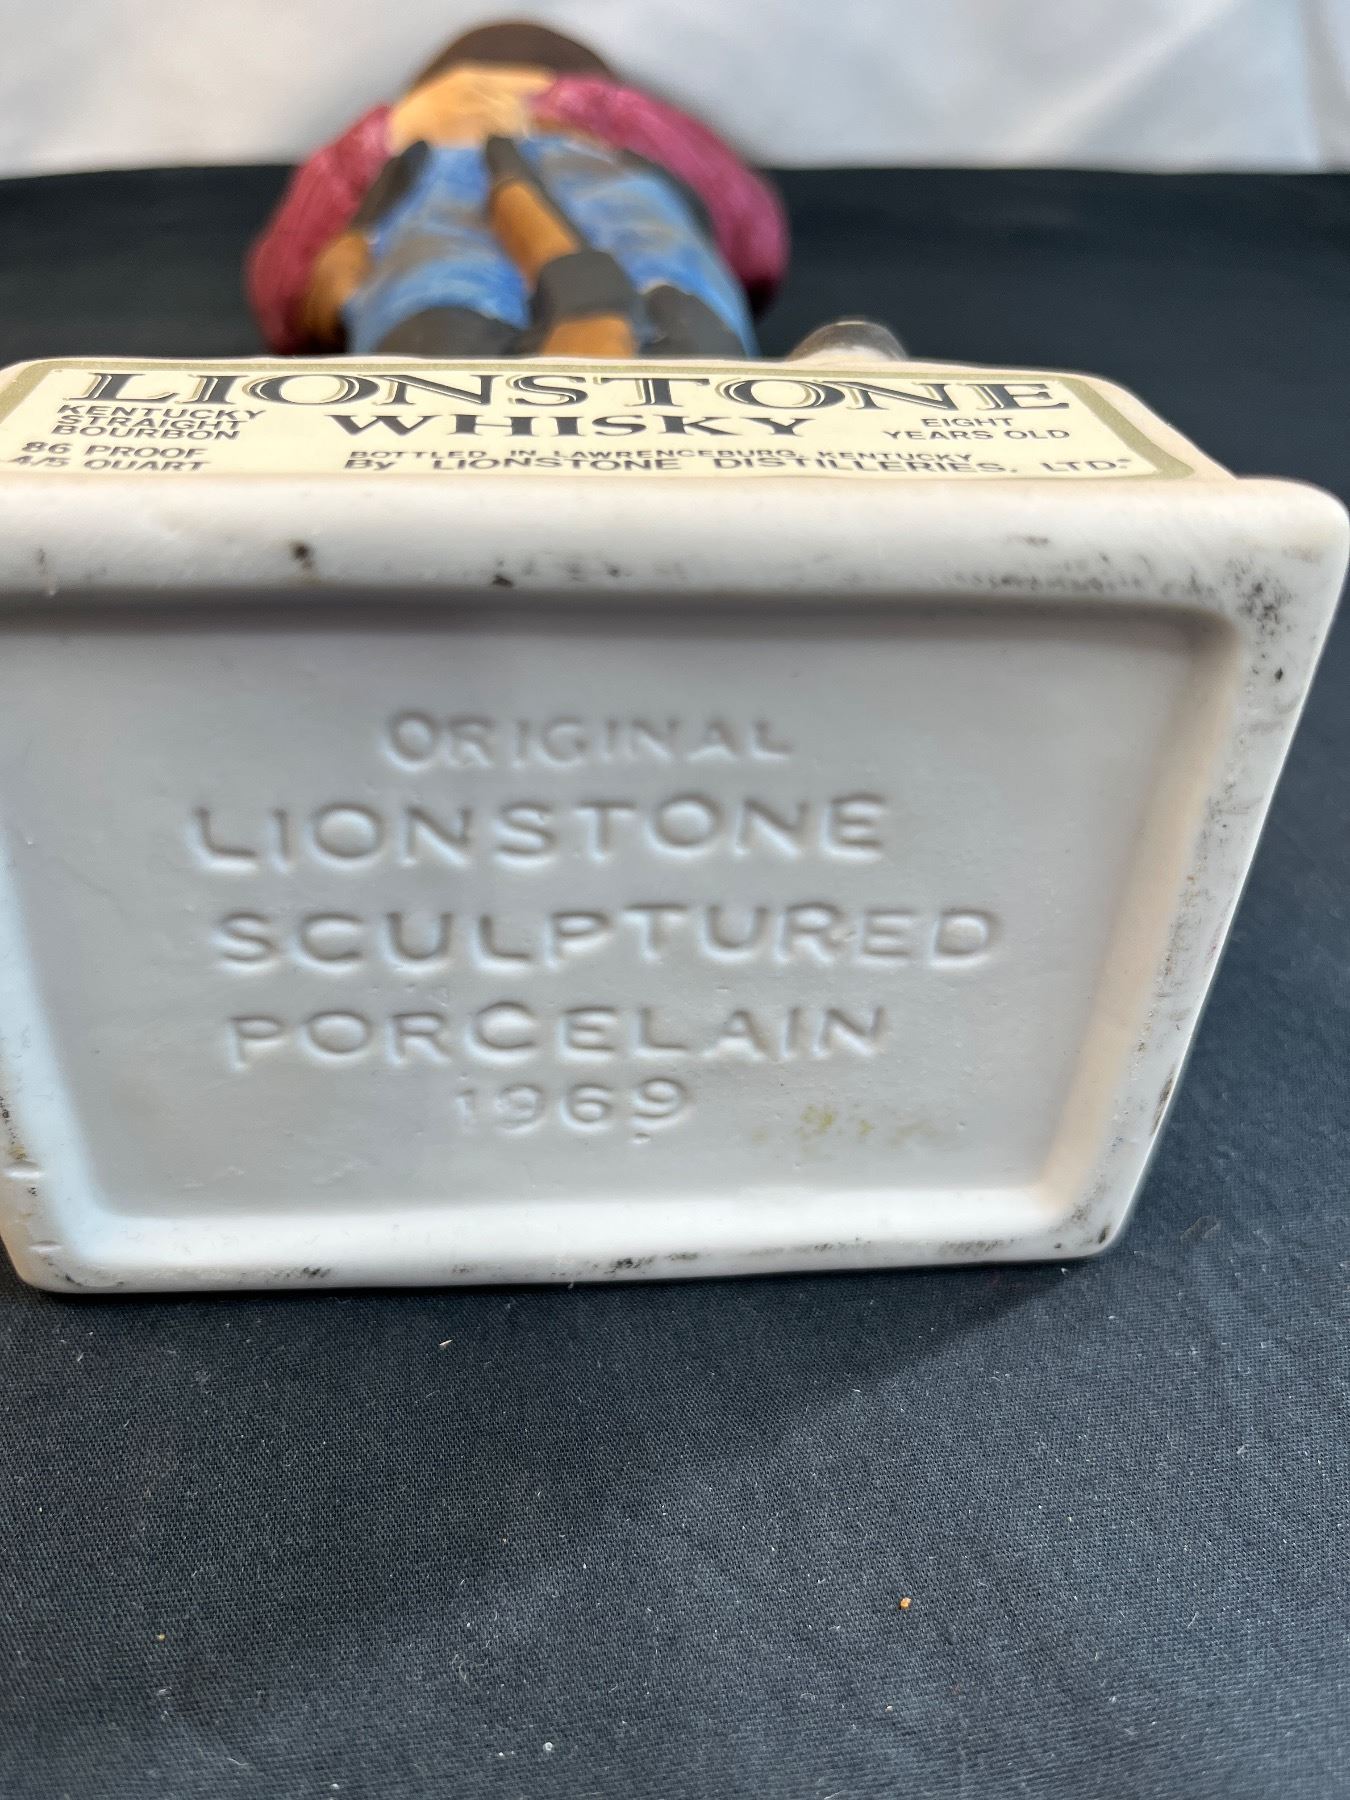 LIONSTONE
KENTUCKY
STRAIGHT
BOURBON
WHISKY
EIGHT
YEARS OLD
86 PROOF
4/5 QUART
BOTTLED IN LAWRENCEBURG, KENTUCKY
By LIONSTONE DISTILLERIES, LTD.
ORIGINAL
LIONSTONE
SCULPTURED
PORCELAIN
1969